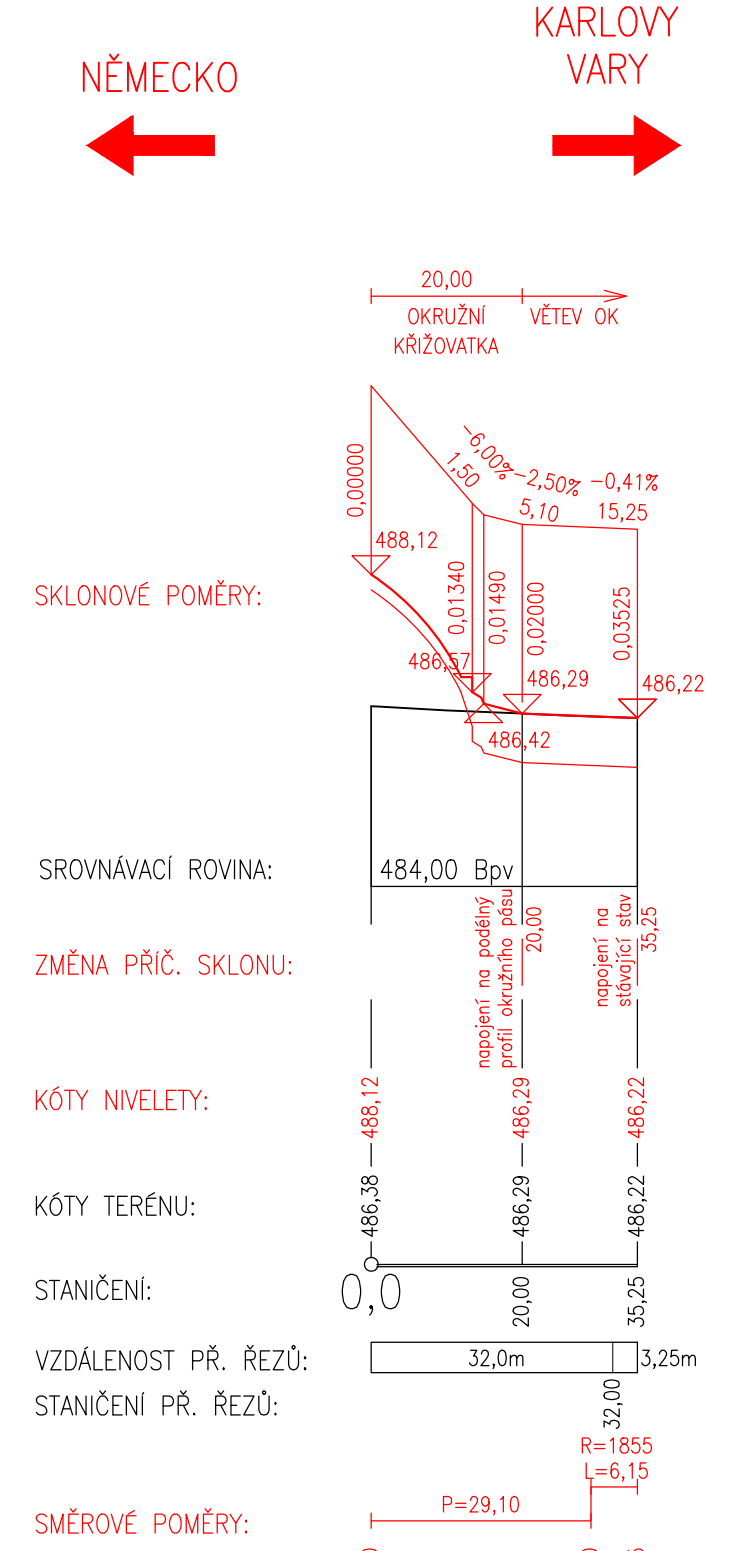 KARLOVY
VARY
NĚMECKO
20,00
OKRUŽNÍ
KŘIŽOVATKA
VĚTEV OK
-6,00%
1,50
-2,50%
5,10
-0,41%
15,25
0,00000
488,12
0,01340
0,01490
0,02000
0,03525
SKLONOVÉ POMĚRY:
486,57
486,29
486,22
486,42
SROVNÁVACÍ ROVINA:
484,00 Bpv
ZMĚNA PŘÍČ. SKLONU:
napojení na podélný
profil okružního pásu
20,00
napojení na
stávající stav
35,25
KÓTY NIVELETY:
488,12
486,29
486,22
KÓTY TERÉNU:
486,38
486,29
486,22
STANIČENÍ:
0,0
20,00
35,25
VZDÁLENOST PŘ. ŘEZŮ:
32,0m
3,25m
STANIČENÍ PŘ. ŘEZŮ:
32,00
R=1855
L=6,15
SMĚROVÉ POMĚRY:
P=29,10